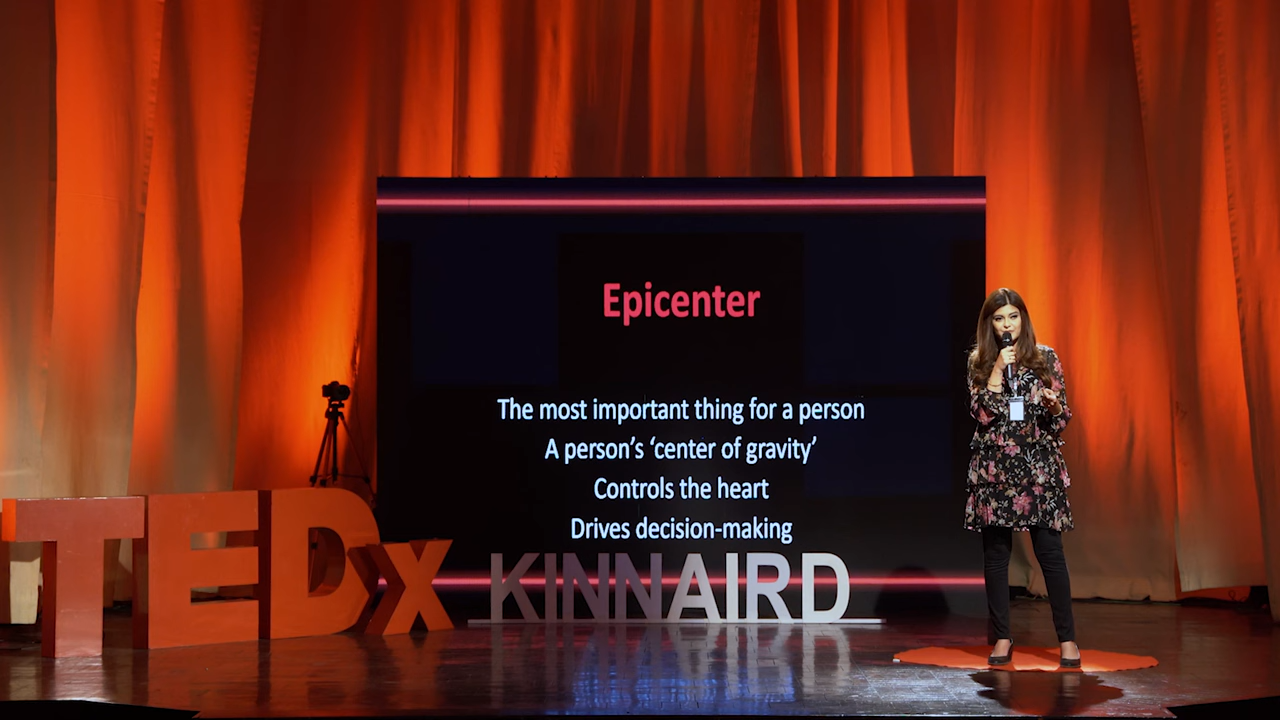 Epicenter
The most important thing for a person
A person's ‘center of gravity’
Controls the heart
Drives decision-making
TEDx KINNAIRD